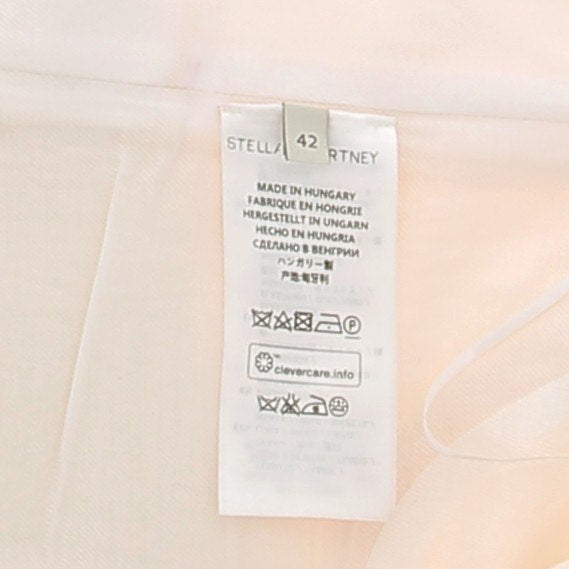 42
STELLA RTNEY
MADE IN HUNGARY
FABRIQUE EN HONGRIE
HERGESTELLT IN UNGARN
HECHO EN HUNGRIA
СДЕЛАНО В ВЕНГРИИ
ハンガリー製
产地:匈牙利
P
clevercare.info